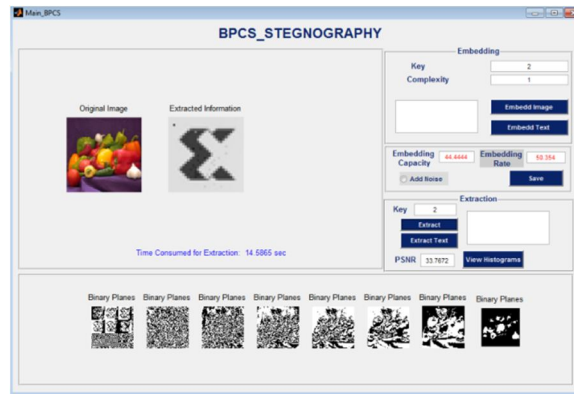 Main_BPCS
BPCS_STEGNOGRAPHY
Original Image
Extracted Information
Time Consumed for Extraction: 14.5865 sec
Embedding
Key 2
Complexity 1
Embedd Image
Embedd Text
Embedding Capacity 44.4444
Embedding Rate 50.354
Add Noise
Save
Extraction
Key 2
Extract
Extract Text
PSNR 33.7672
View Histograms
Binary Planes Binary Planes Binary Planes Binary Planes Binary Planes Binary Planes Binary Planes Binary Planes